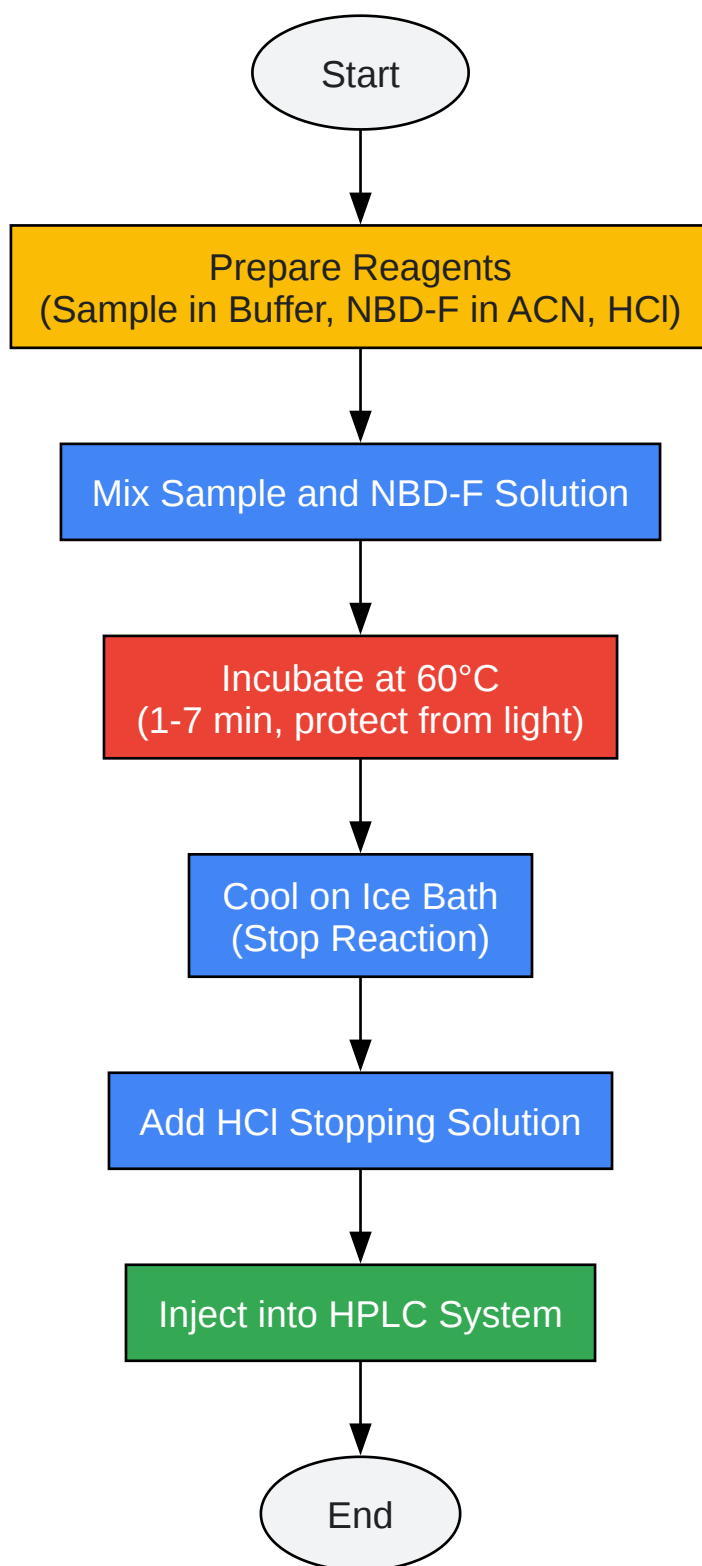 Start
Prepare Reagents
(Sample in Buffer, NBD-F in ACN, HCl)
Mix Sample and NBD-F Solution
Incubate at 60°C
(1-7 min, protect from light)
Cool on Ice Bath
(Stop Reaction)
Add HCl Stopping Solution
Inject into HPLC System
End